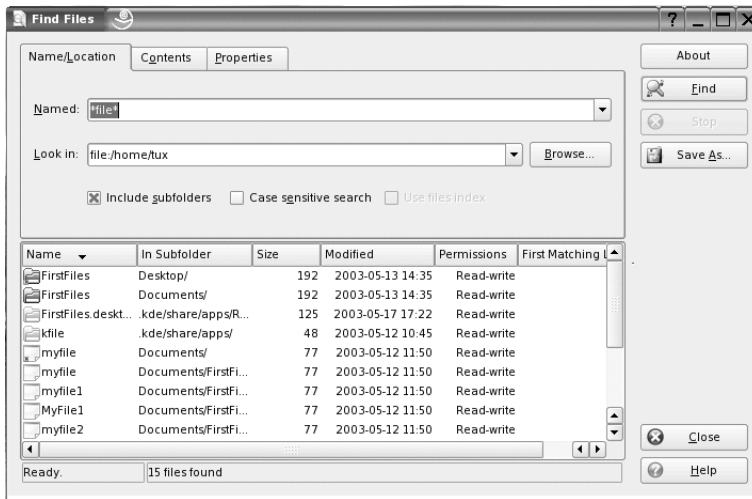 Find Files
Name/Location Contents Properties
About
Named: *file*
Find
Stop
Look in: file:/home/tux Browse...
Save As...
Include subfolders Case sensitive search Use files index
Name In Subfolder Size Modified Permissions First Matching L
FirstFiles Desktop/ 192 2003-05-13 14:35 Read-write
FirstFiles Documents/ 192 2003-05-13 14:35 Read-write
FirstFiles.deskt... .kde/share/apps/R... 125 2003-05-17 17:22 Read-write
kfile .kde/share/apps/ 48 2003-05-12 10:45 Read-write
myfile Documents/ 77 2003-05-12 11:50 Read-write
myfile Documents/FirstFi... 77 2003-05-12 11:50 Read-write
myfile1 Documents/FirstFi... 77 2003-05-12 11:50 Read-write
MyFile1 Documents/FirstFi... 77 2003-05-12 11:50 Read-write
myfile2 Documents/FirstFi... 77 2003-05-12 11:50 Read-write
Close
Ready. 15 files found
Help